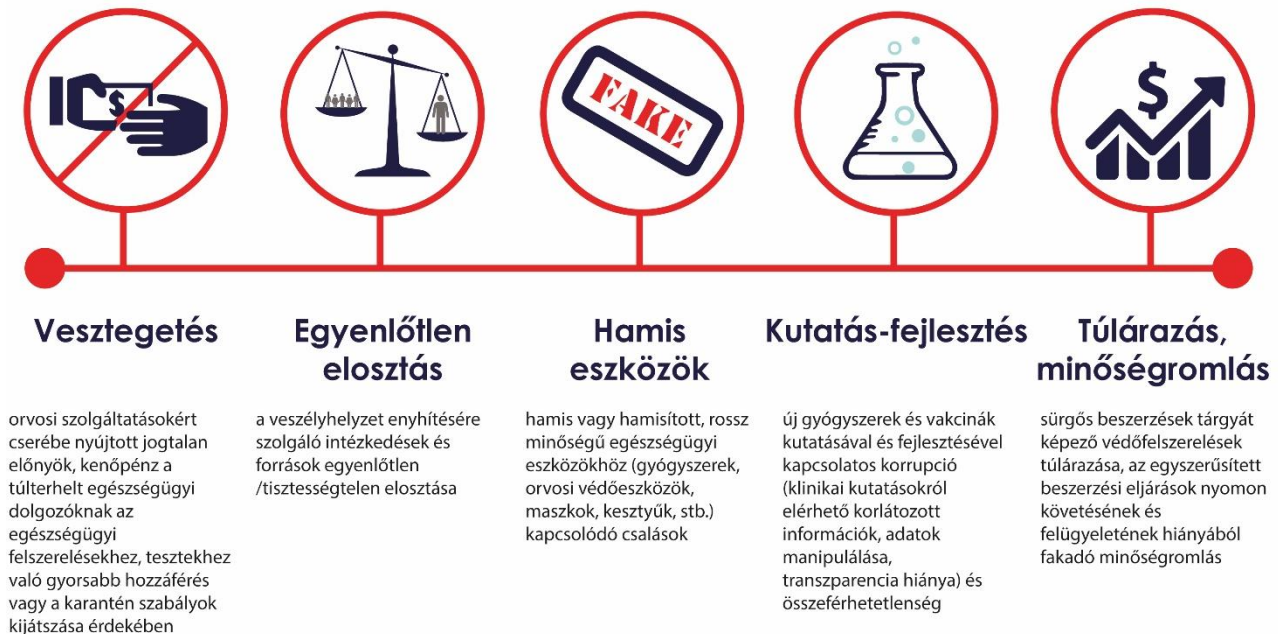 $
FAKE
$
Vesztegetés
orvosi szolgáltatásokért
cserébe nyújtott jogtalan
előnyök, kenőpénz a
túlterhelt egészségügyi
dolgozóknak az
egészségügyi
felszerelésekhez, tesztekhez
való gyorsabb hozzáférés
vagy a karantén szabályok
kijátszása érdekében
Egyenlőtlen
elosztás
a veszélyhelyzet enyhítésére
szolgáló intézkedések és
források egyenlőtlen
/tisztességtelen elosztása
Hamis
eszközök
hamis vagy hamisított, rossz
minőségű egészségügyi
eszközökhöz (gyógyszerek,
orvosi védőeszközök,
maszkok, kesztyűk, stb.)
kapcsolódó csalások
Kutatás-fejlesztés
új gyógyszerek és vakcinák
kutatásával és fejlesztésével
kapcsolatos korrupció
(klinikai kutatásokról
elérhető korlátozott
információk, adatok
manipulálása,
transzparencia hiánya) és
összeférhetetlenség
Túlárazás,
minőségromlás
sürgős beszerzések tárgyát
képező védőfelszerelések
túlárazása, az egyszerűsített
beszerzési eljárások nyomon
követésének és
felügyeletének hiányából
fakadó minőségromlás